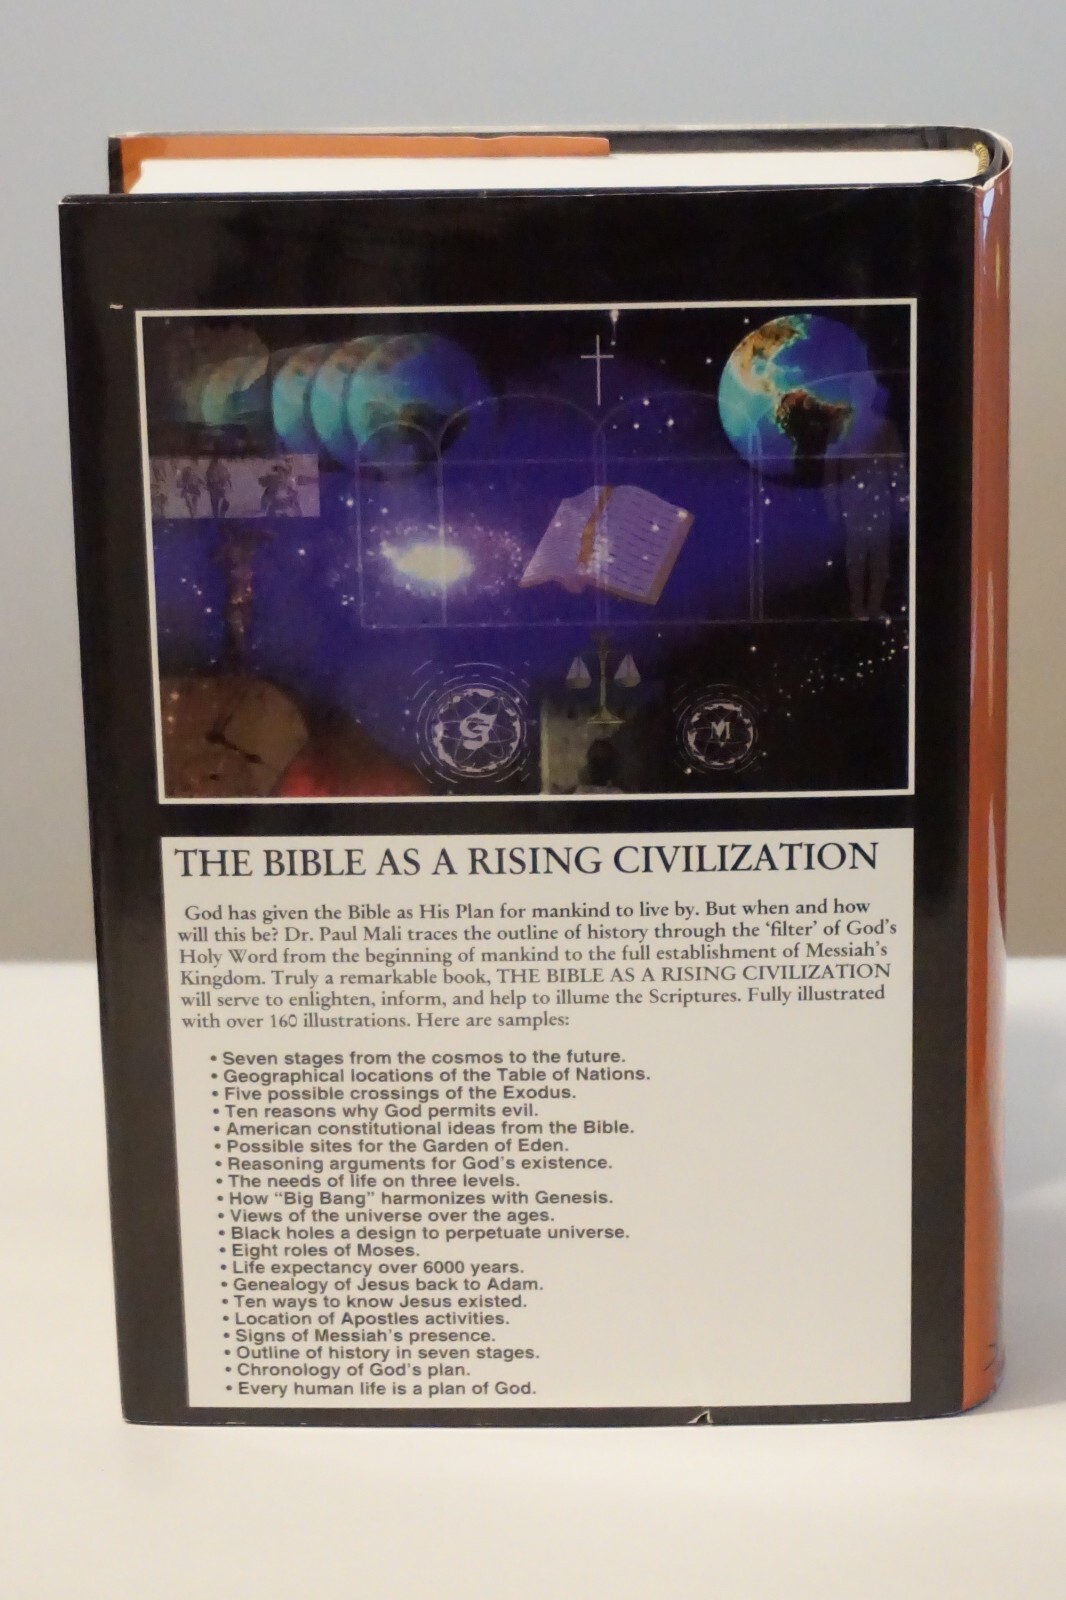 G
M
THE BIBLE AS A RISING CIVILIZATION
God has given the Bible as His Plan for mankind to live by. But when and how
will this be? Dr. Paul Mali traces the outline of history through the 'filter' of God's
Holy Word from the beginning of mankind to the full establishment of Messiah's
Kingdom. Truly a remarkable book, THE BIBLE AS A RISING CIVILIZATION
will serve to enlighten, inform, and help to illume the Scriptures. Fully illustrated
with over 160 illustrations. Here are samples:
• Seven stages from the cosmos to the future.
• Geographical locations of the Table of Nations.
• Five possible crossings of the Exodus.
• Ten reasons why God permits evil.
• American constitutional ideas from the Bible.
• Possible sites for the Garden of Eden.
• Reasoning arguments for God's existence.
• The needs of life on three levels.
• How "Big Bang" harmonizes with Genesis.
• Views of the universe over the ages.
• Black holes a design to perpetuate universe.
• Eight roles of Moses.
• Life expectancy over 6000 years.
• Genealogy of Jesus back to Adam.
• Ten ways to know Jesus existed.
• Location of Apostles activities.
• Signs of Messiah's presence.
• Outline of history in seven stages.
• Chronology of God's plan.
• Every human life is a plan of God.